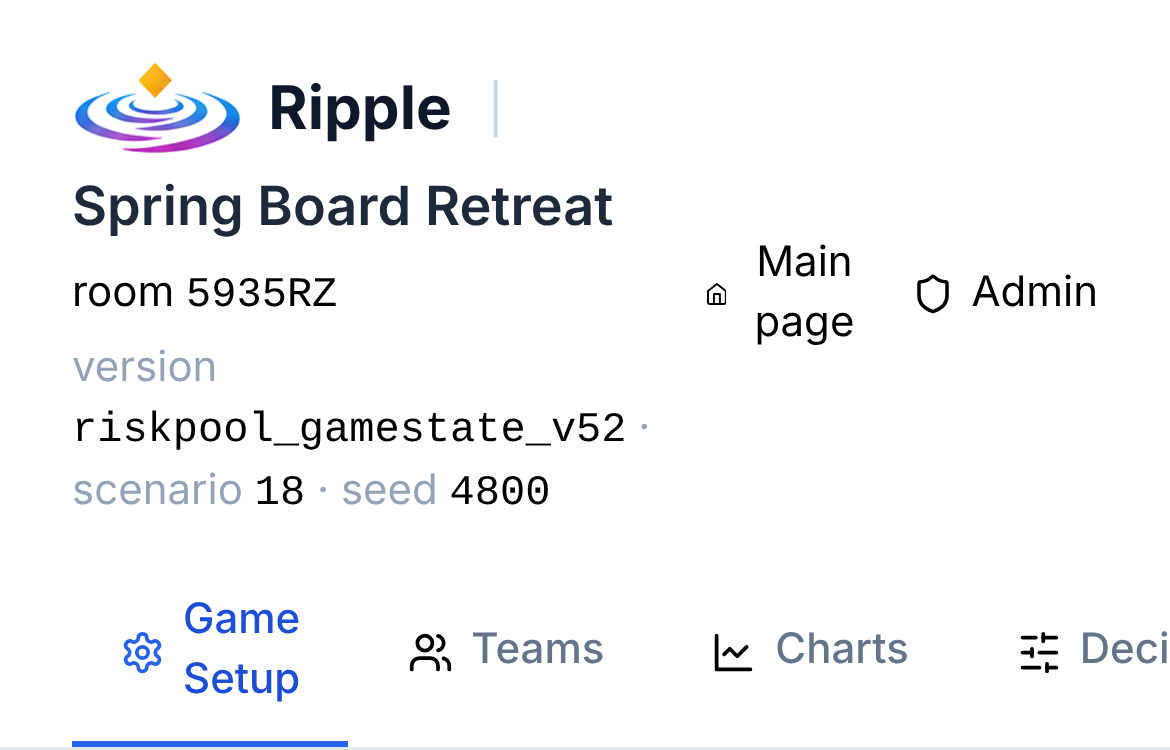 Ripple
Spring Board Retreat
room 5935RZ
version
riskpool_gamestate_v52 ·
scenario 18 · seed 4800
Main
page
Admin
Game
Setup
Teams
Charts
Deci